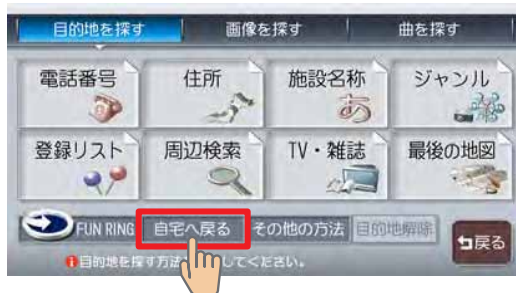 目的地を探す 画像を探す 曲を探す
電話番号 住所 施設名称 ジャンル
あ
登録リスト 周辺検索 TV・雑誌 最後の地図
FUN RING 自宅へ戻る その他の方法 目的地解除 戻る
目的地を探す方法 してください。